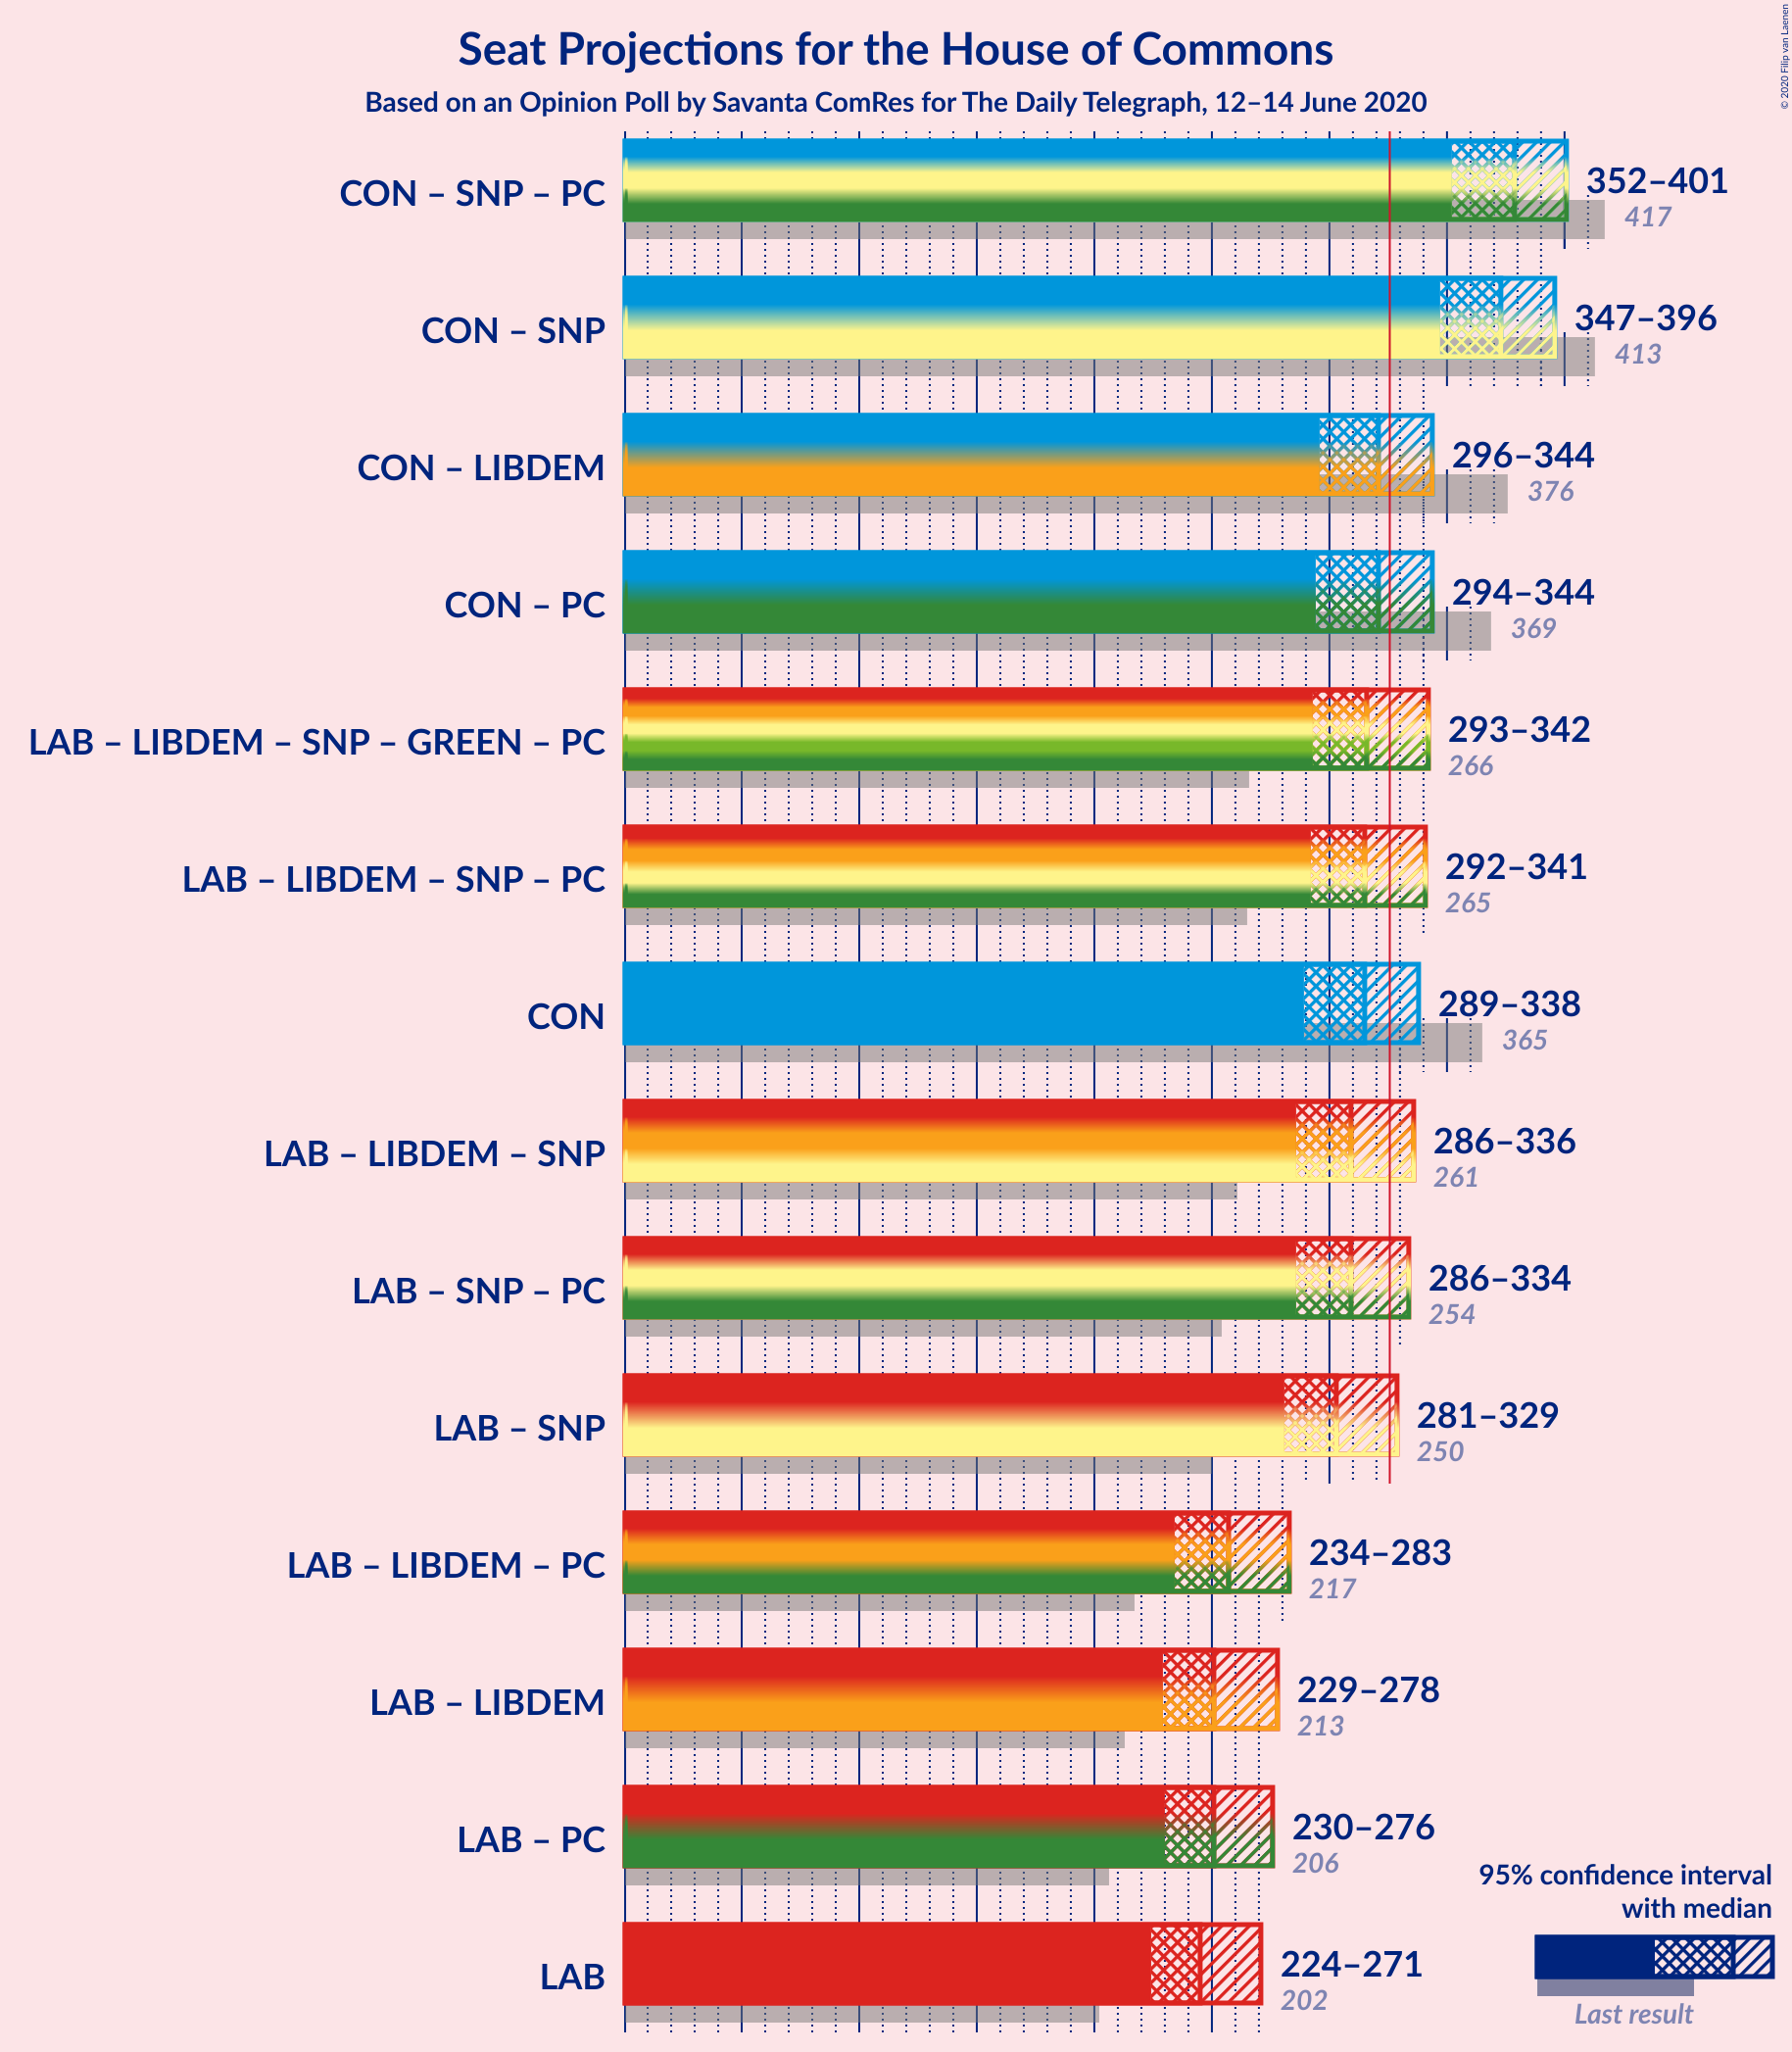 Seat Projections for the House of Commons
Based on an Opinion Poll by Savanta ComRes for The Daily Telegraph, 12–14 June 2020
© 2020 Filip van Laenen
CON – SNP – PC
352–401
417
CON – SNP
347–396
413
CON – LIBDEM
296–344
376
CON – PC
294–344
369
LAB – LIBDEM – SNP – GREEN – PC
293–342
266
LAB – LIBDEM – SNP – PC
292–341
265
CON
289–338
365
LAB – LIBDEM – SNP
286–336
261
LAB – SNP – PC
286–334
254
LAB – SNP
281–329
250
LAB – LIBDEM – PC
234–283
217
LAB – LIBDEM
229–278
213
LAB – PC
230–276
206
LAB
224–271
202
95% confidence interval
with median
Last result